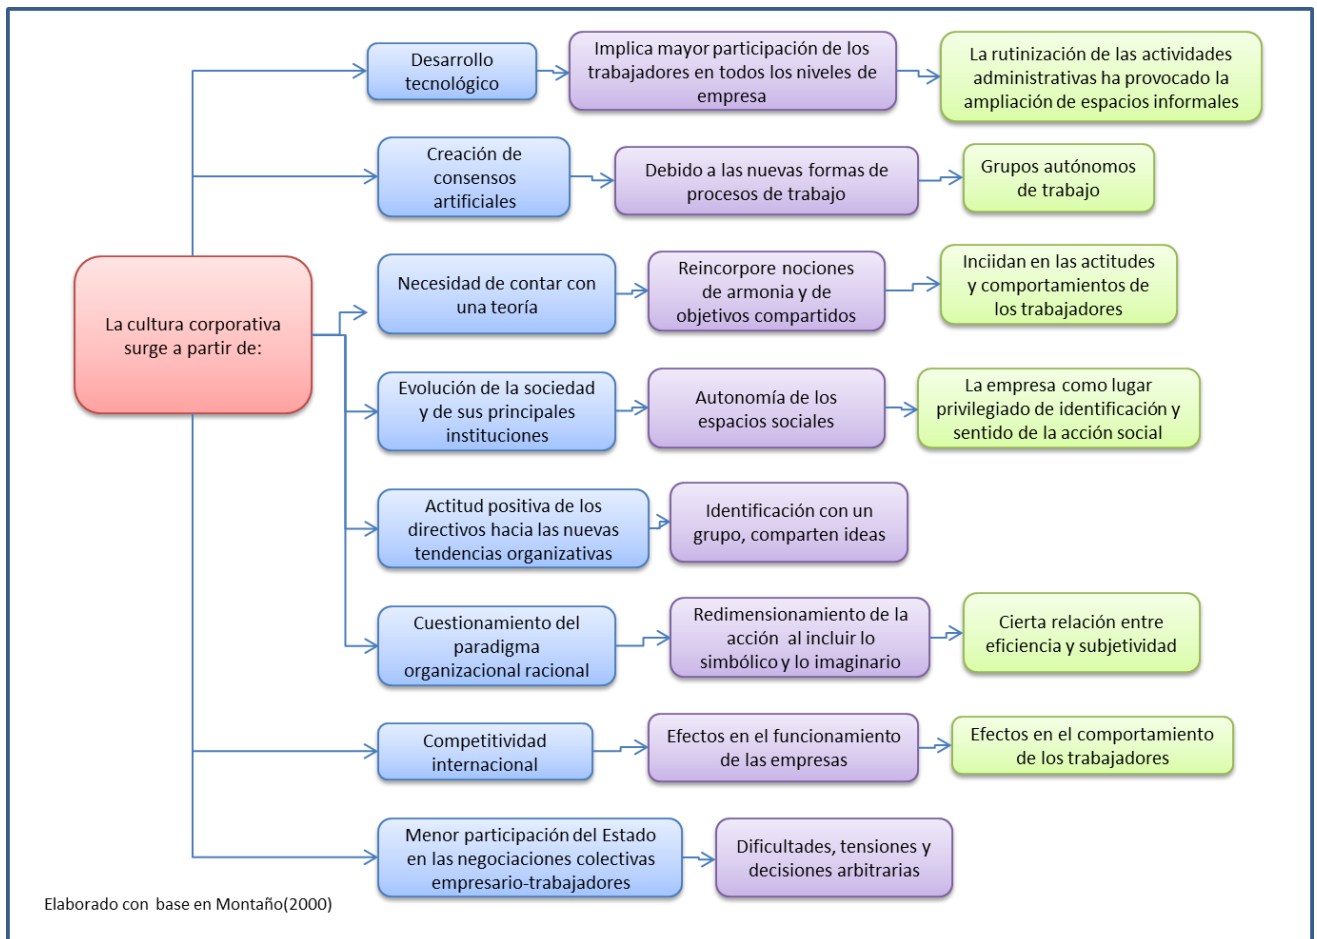 Desarrollo
tecnológico
Implica mayor participación de los
trabajadores en todos los niveles de
empresa
La rutinización de las actividades
administrativas ha provocado la
ampliación de espacios informales
Creación de
consensos
artificiales
Debido a las nuevas formas de
procesos de trabajo
Grupos autónomos
de trabajo
La cultura corporativa
surge a partir de:
Necesidad de contar con
una teoría
Reincorpore nociones
de armonia y de
objetivos compartidos
Inciidan en las actitudes
y comportamientos de
los trabajadores
Evolución de la sociedad
y de sus principales
instituciones
Autonomía de los
espacios sociales
La empresa como lugar
privilegiado de identificación y
sentido de la acción social
Actitud positiva de los
directivos hacia las nuevas
tendencias organizativas
Identificación con un
grupo, comparten ideas
Cuestionamiento del
paradigma
organizacional racional
Redimensionamiento de la
acción al incluir lo
simbólico y lo imaginario
Cierta relación entre
eficiencia y subjetividad
Competitividad
internacional
Efectos en el funcionamiento
de las empresas
Efectos en el comportamiento
de los trabajadores
Menor participación del Estado
en las negociaciones colectivas
empresario-trabajadores
Dificultades, tensiones y
decisiones arbitrarias
Elaborado con base en Montaño(2000)